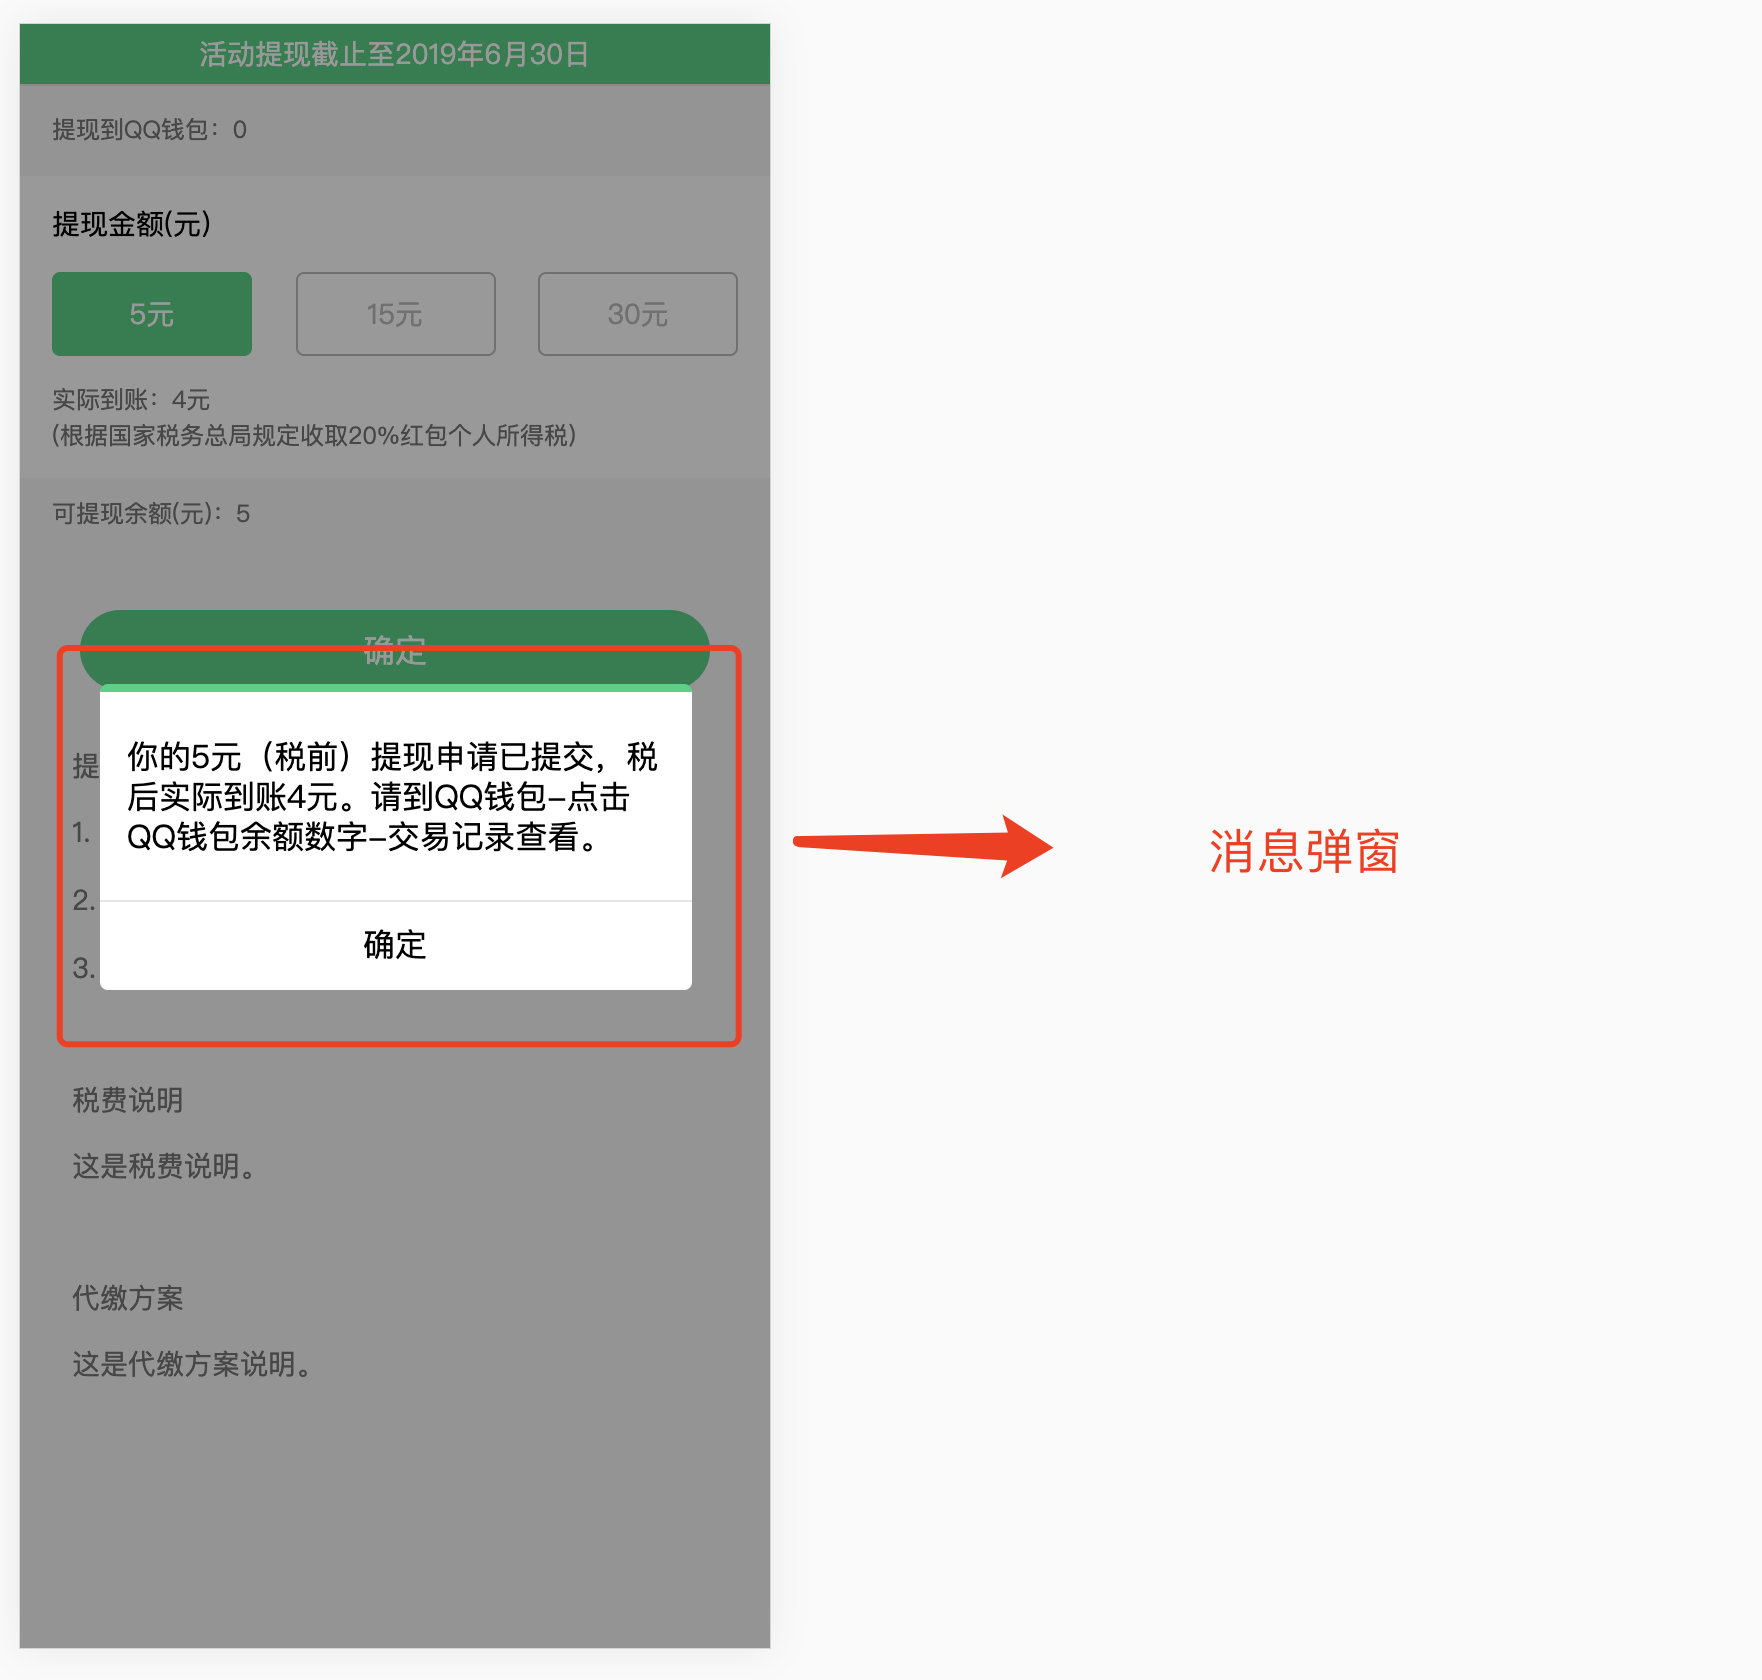 活动提现截止至2019年6月30日
提现到QQ钱包：0
提现金额(元)
5元
15元
30元
实际到账：4元
(根据国家税务总局规定收取20%红包个人所得税)
可提现余额(元)：5
确定
提
1.
2.
3.
你的5元（税前）提现申请已提交，税
后实际到账4元。请到QQ钱包–点击
QQ钱包余额数字–交易记录查看。
确定
消息弹窗
税费说明
这是税费说明。
代缴方案
这是代缴方案说明。